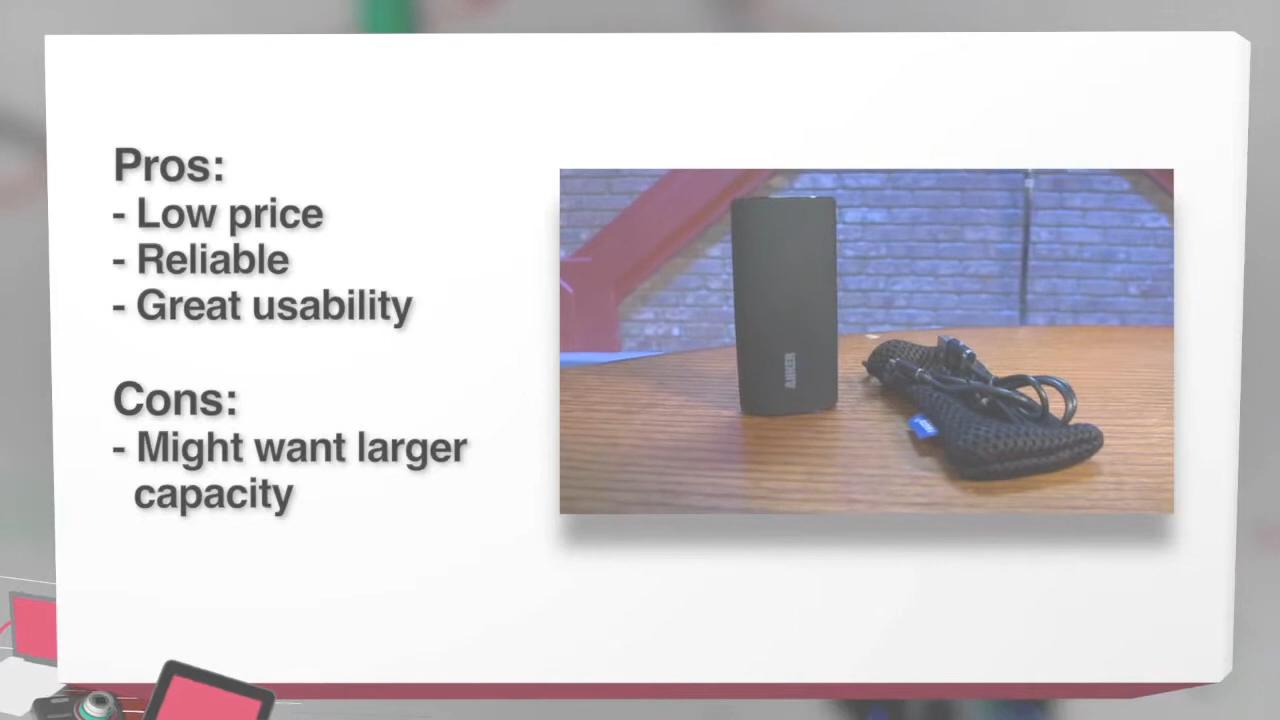 Pros:
- Low price
- Reliable
- Great usability
Cons:
- Might want larger
capacity
ANKER